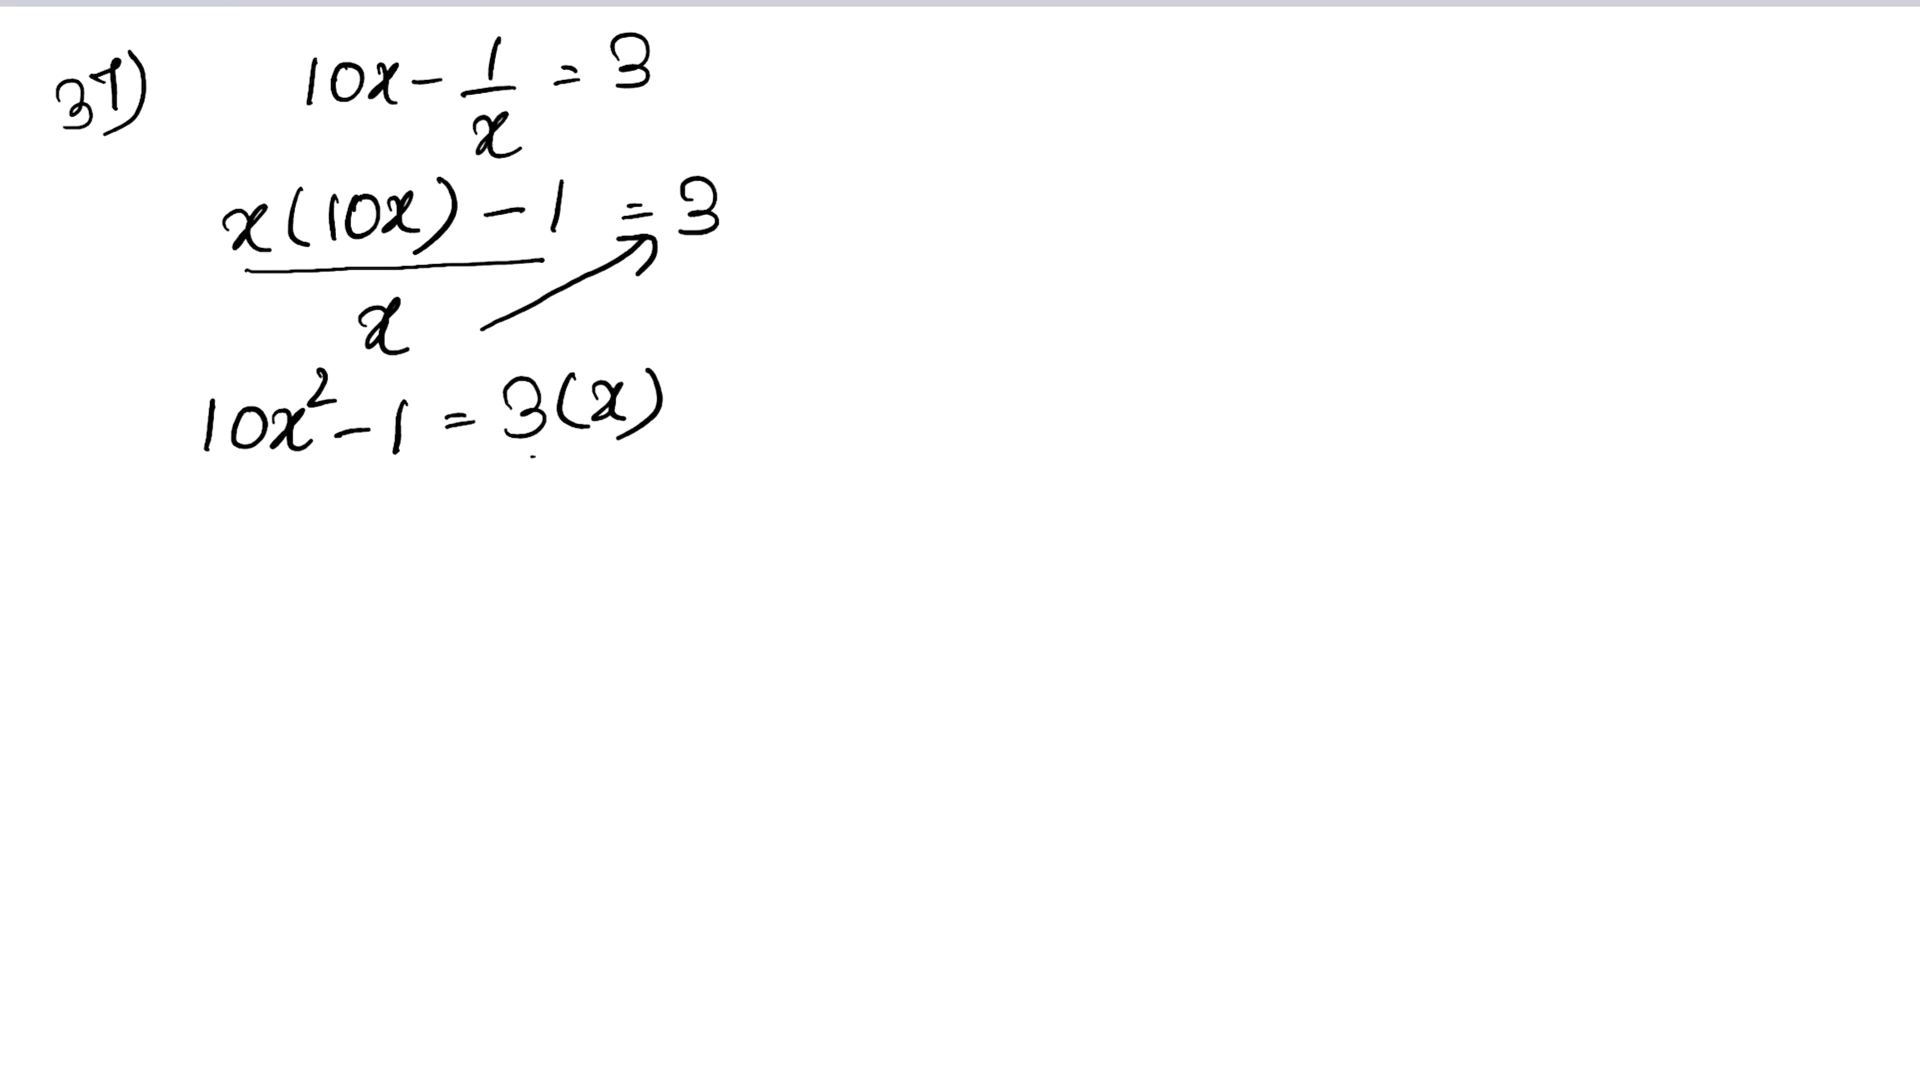 37) 10x - 1/x = 3
x(10x) - 1 / x = 3
10x² - 1 = 3(x)